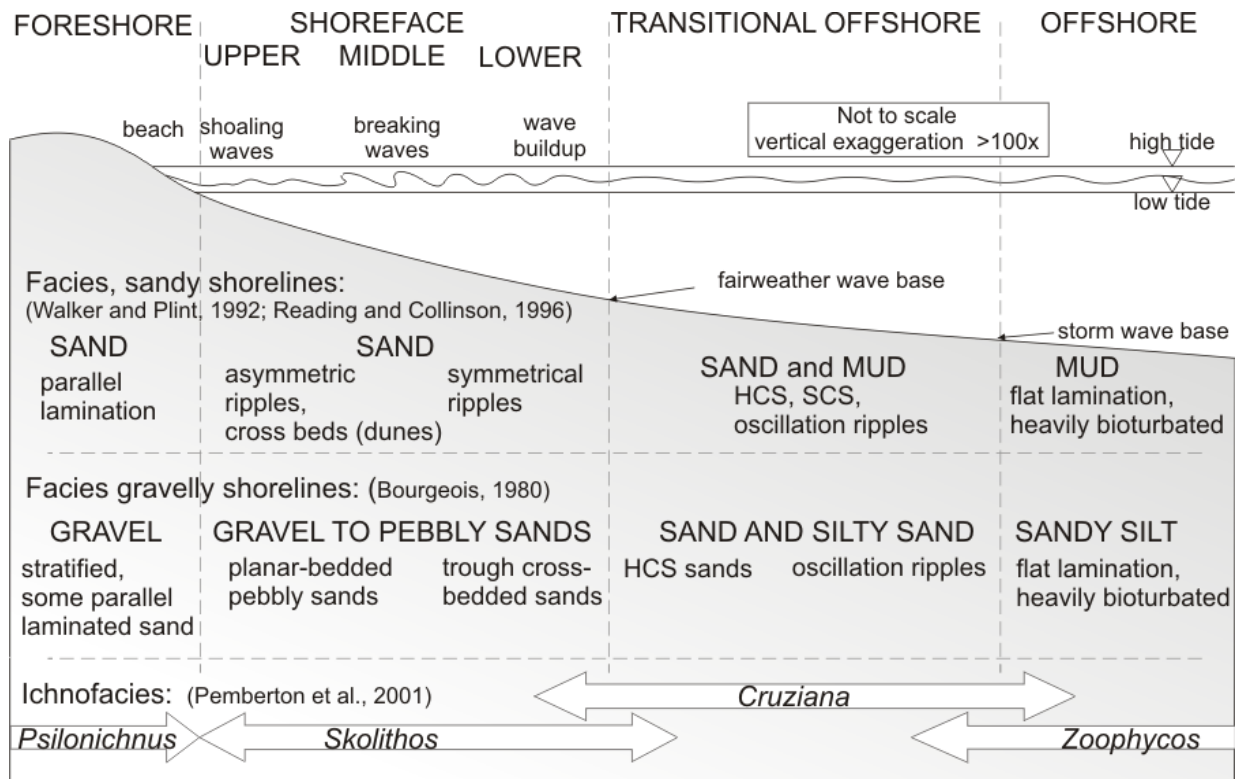 FORESHORE
SHOREFACE
TRANSITIONAL OFFSHORE
OFFSHORE
UPPER
MIDDLE
LOWER
beach
shoaling
waves
breaking
waves
wave
buildup
Not to scale
vertical exaggeration >100x
high tide
low tide
fairweather wave base
storm wave base
Facies, sandy shorelines:
(Walker and Plint, 1992; Reading and Collinson, 1996)
SAND
parallel
lamination
SAND
asymmetric
ripples,
cross beds (dunes)
symmetrical
ripples
SAND and MUD
HCS, SCS,
oscillation ripples
MUD
flat lamination,
heavily bioturbated
Facies gravelly shorelines: (Bourgeois, 1980)
GRAVEL
stratified,
some parallel
laminated sand
GRAVEL TO PEBBLY SANDS
planar-bedded
pebbly sands
trough cross-
bedded sands
SAND AND SILTY SAND
HCS sands
oscillation ripples
SANDY SILT
flat lamination,
heavily bioturbated
Ichnofacies: (Pemberton et al., 2001)
Cruziana
Psilonichnus
Skolithos
Zoophycos